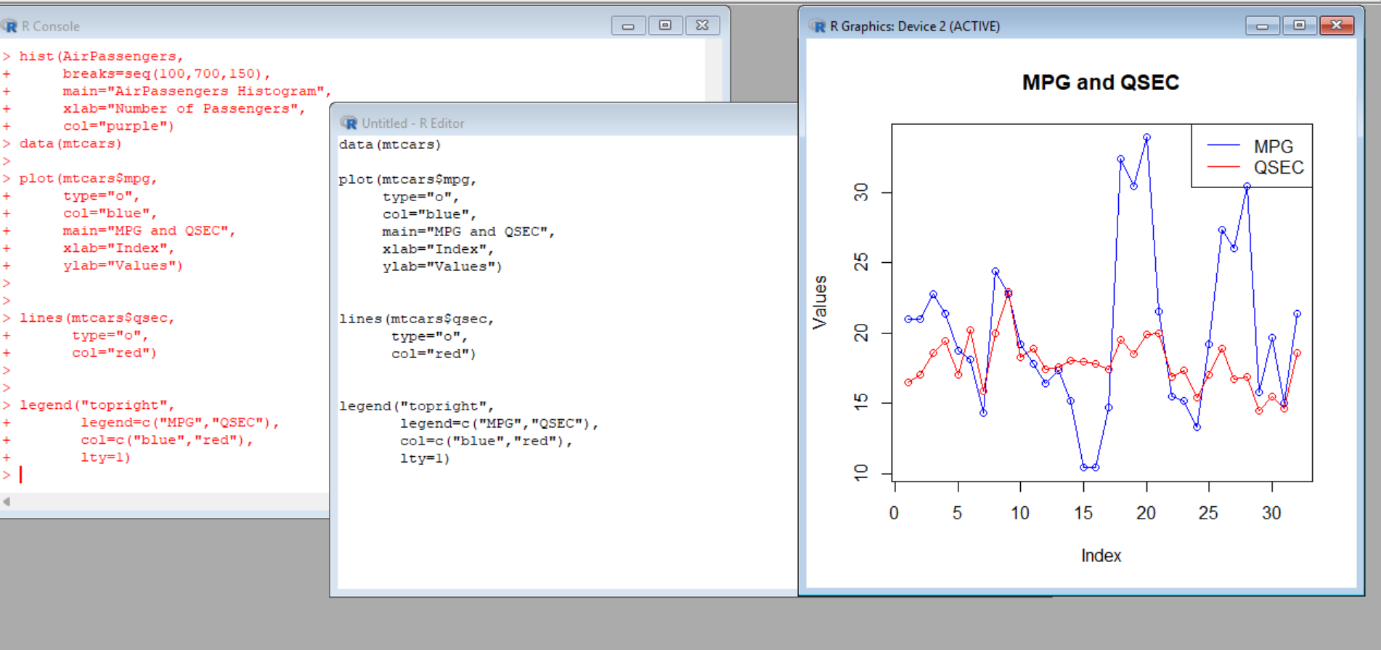 R Console
> hist(AirPassengers,
+      breaks=seq(100,700,150),
+      main="AirPassengers Histogram",
+      xlab="Number of Passengers",
+      col="purple")
> data(mtcars)
>
> plot(mtcars$mpg,
+      type="o",
+      col="blue",
+      main="MPG and QSEC",
+      xlab="Index",
+      ylab="Values")
>
>
> lines(mtcars$qsec,
+       type="o",
+       col="red")
>
>
> legend("topright",
+        legend=c("MPG","QSEC"),
+        col=c("blue","red"),
+        lty=1)
>
Untitled - R Editor
data(mtcars)
plot(mtcars$mpg,
     type="o",
     col="blue",
     main="MPG and QSEC",
     xlab="Index",
     ylab="Values")
lines(mtcars$qsec,
      type="o",
      col="red")
legend("topright",
       legend=c("MPG","QSEC"),
       col=c("blue","red"),
       lty=1)
R Graphics: Device 2 (ACTIVE)
MPG and QSEC
MPG
QSEC
Values
30
25
20
15
10
0 5 10 15 20 25 30
Index